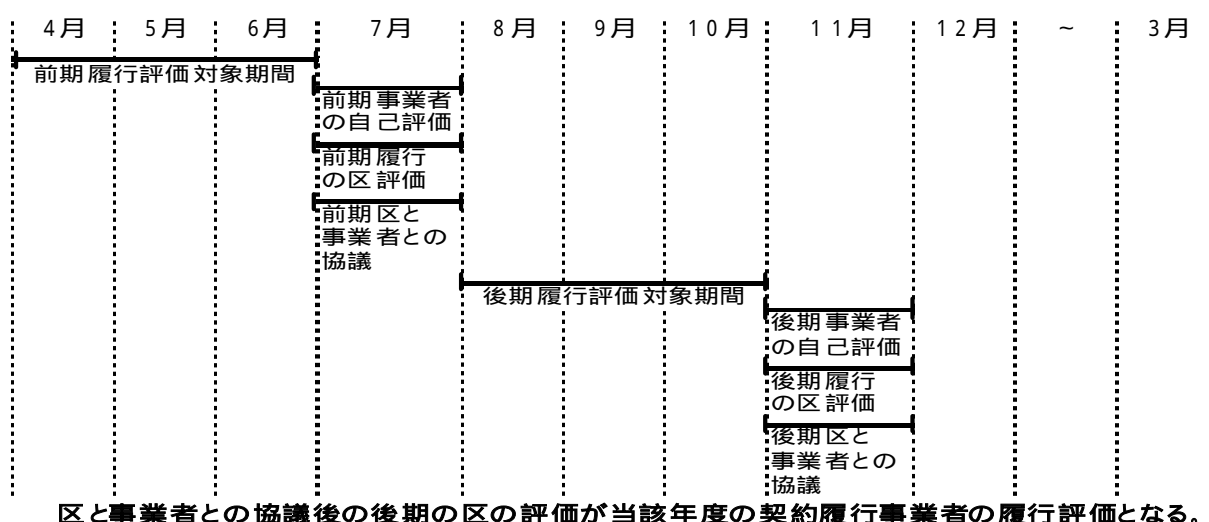 4月 5月 6月 7月 8月 9月 10月 11月 12月 ~ 3月
前期履行評価対象期間
前期事業者
の自己評価
前期履行
の区評価
前期区と
事業者との
協議
後期履行評価対象期間
後期事業者
の自己評価
後期履行
の区評価
後期区と
事業者との
協議
区と事業者との協議後の後期の区の評価が当該年度の契約履行事業者の履行評価となる。